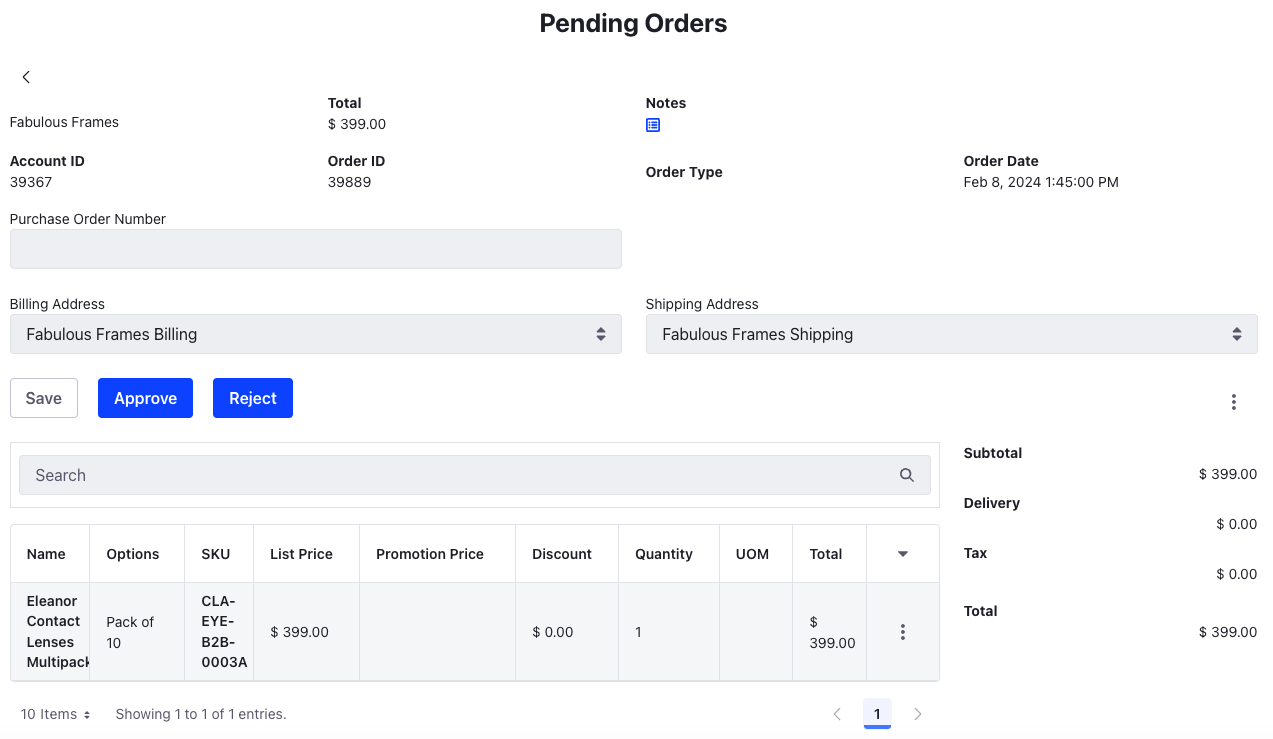 Pending Orders
Fabulous Frames
Total
$ 399.00
Notes
Account ID
39367
Order ID
39889
Order Type
Order Date
Feb 8, 2024 1:45:00 PM
Purchase Order Number
Billing Address
Fabulous Frames Billing
Shipping Address
Fabulous Frames Shipping
Save Approve Reject
Search
Name Options SKU List Price Promotion Price Discount Quantity UOM Total
Eleanor
Contact
Lenses
Multipack
Pack of
10
CLA-
EYE-
B2B-
0003A
$ 399.00
$ 0.00
1
$
399.00
Subtotal
$ 399.00
Delivery
$ 0.00
Tax
$ 0.00
Total
$ 399.00
10 Items Showing 1 to 1 of 1 entries. 1